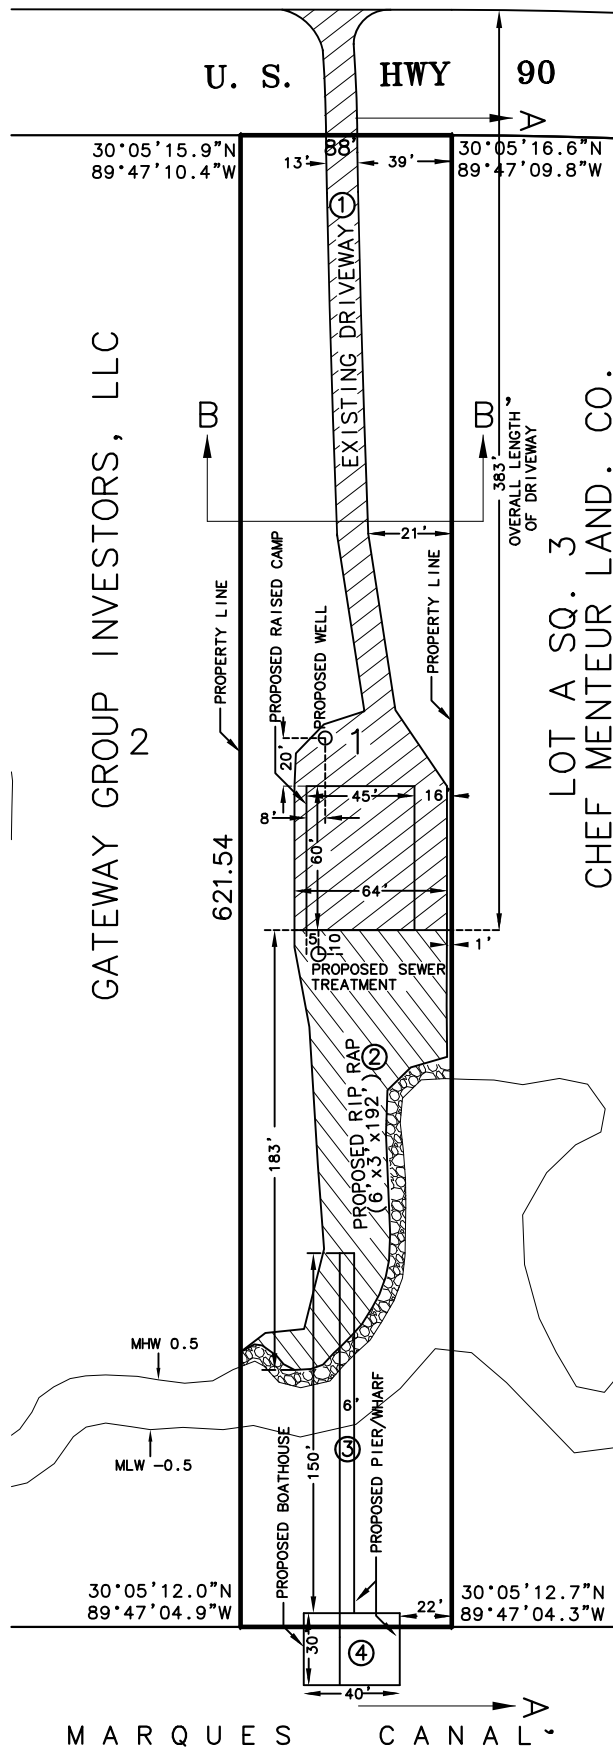 U. S. HWY 90
A
30°05'15.9"N
89°47'10.4"W
88'
30°05'16.6"N
89°47'09.8"W
13'
39'
1
EXISTING DRIVEWAY
B
B
383'
OVERALL LENGTH
OF DRIVEWAY
21'
GATEWAY GROUP INVESTORS, LLC
2
LOT A SQ. 3
CHEF MENTEUR LAND. CO.
PROPERTY LINE
PROPOSED RAISED CAMP
PROPOSED WELL
PROPERTY LINE
1
20'
45'
16
8'
60'
621.54
64'
1'
5
10
PROPOSED SEWER
TREATMENT
2
PROPOSED RIP RAP
(6'x3'x192')
183'
MHW 0.5
MLW -0.5
6'
3
150'
PROPOSED BOATHOUSE
PROPOSED PIER/WHARF
30°05'12.0"N
89°47'04.9"W
30°05'12.7"N
89°47'04.3"W
22'
30'
4
40'
A'
MARQUES CANAL